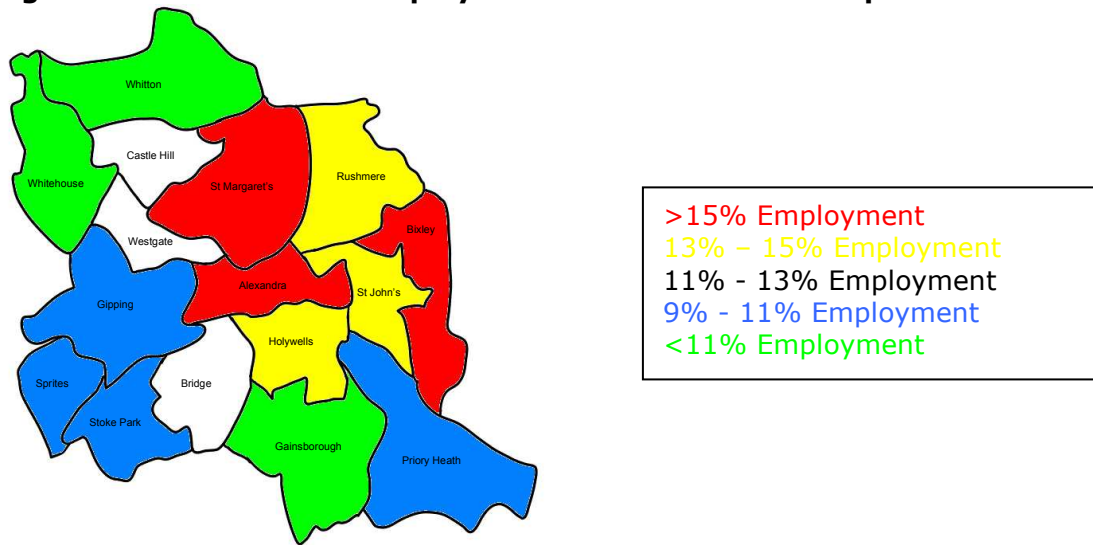 Whitton
Castle Hill
Whitehouse
St Margaret's
Rushmere
Westgate
Bixley
Gipping
Alexandra
St John's
Holywells
Sprites
Bridge
Stoke Park
Gainsborough
Priory Heath
>15% Employment
13% – 15% Employment
11% - 13% Employment
9% - 11% Employment
<11% Employment